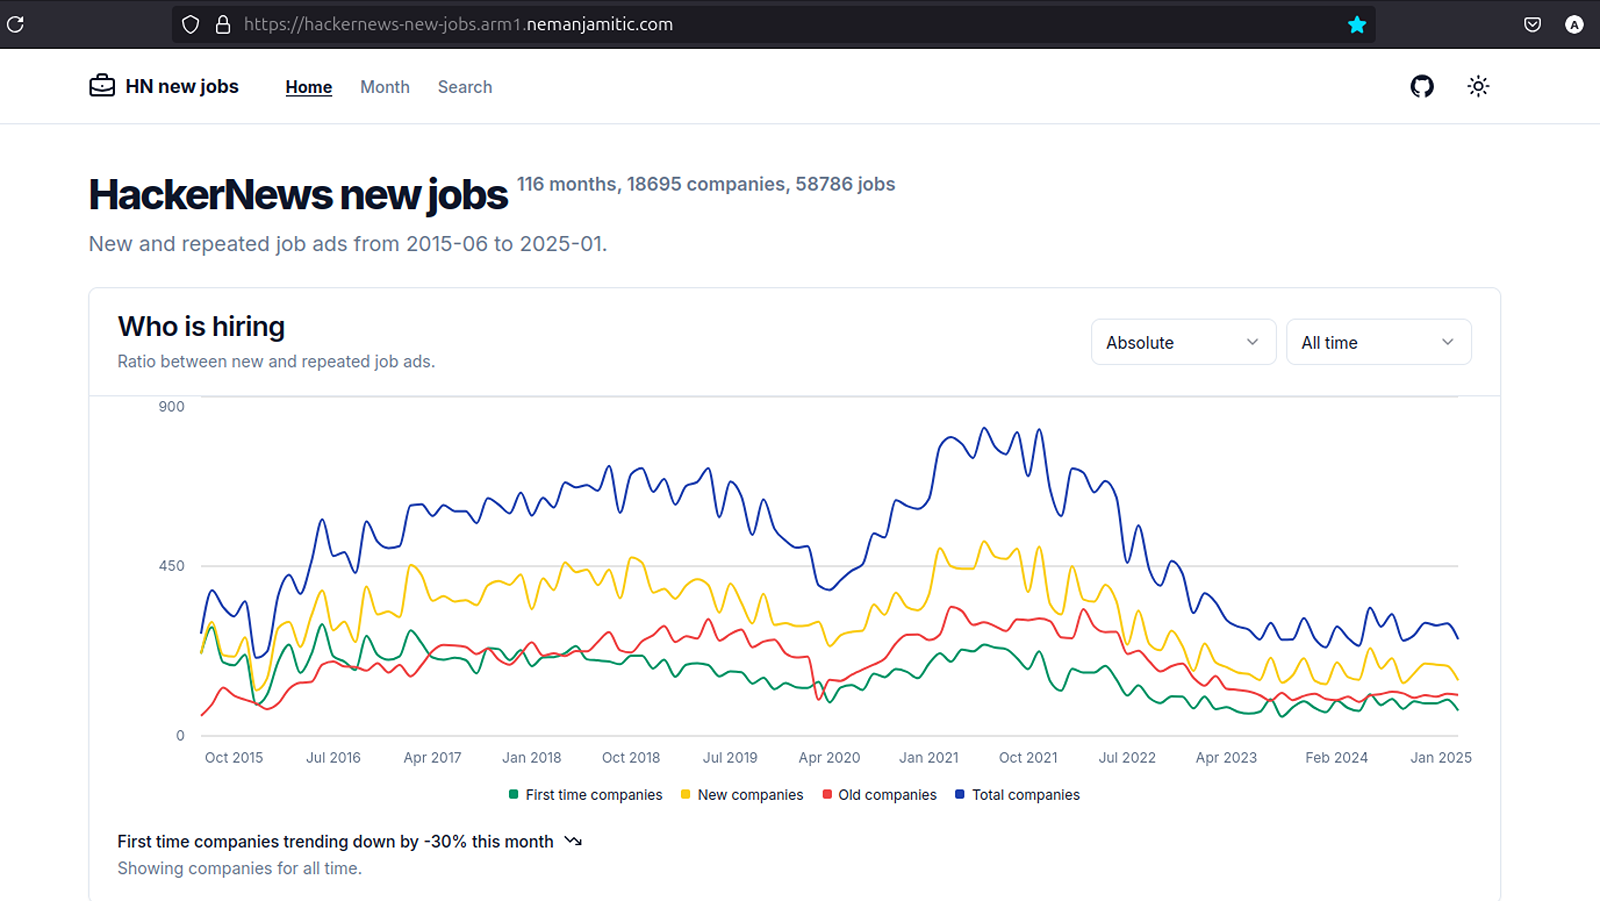 https://hackernews-new-jobs.arm1.nemanjamitic.com
A
HN new jobs Home Month Search
HackerNews new jobs 116 months, 18695 companies, 58786 jobs
New and repeated job ads from 2015-06 to 2025-01.
Who is hiring
Ratio between new and repeated job ads.
Absolute All time
900
450
0
Oct 2015 Jul 2016 Apr 2017 Jan 2018 Oct 2018 Jul 2019 Apr 2020 Jan 2021 Oct 2021 Jul 2022 Apr 2023 Feb 2024 Jan 2025
First time companies New companies Old companies Total companies
First time companies trending down by -30% this month
Showing companies for all time.